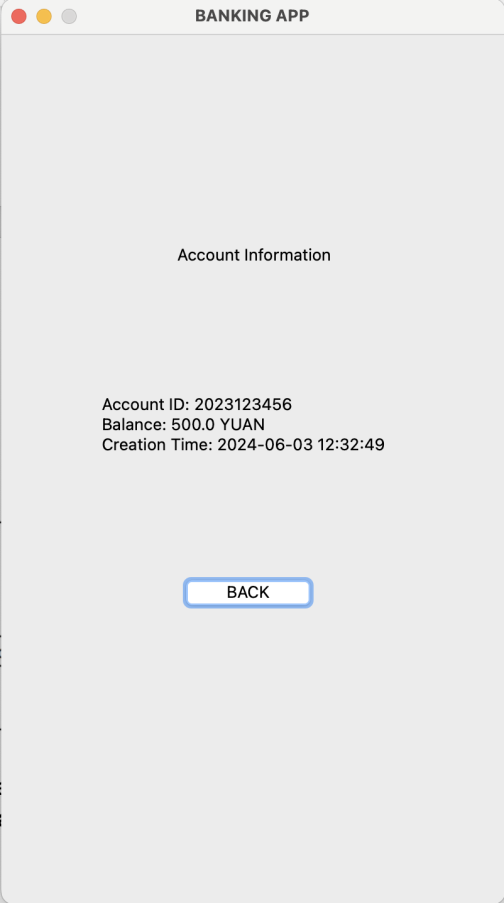 BANKING APP
Account Information
Account ID: 2023123456
Balance: 500.0 YUAN
Creation Time: 2024-06-03 12:32:49
BACK